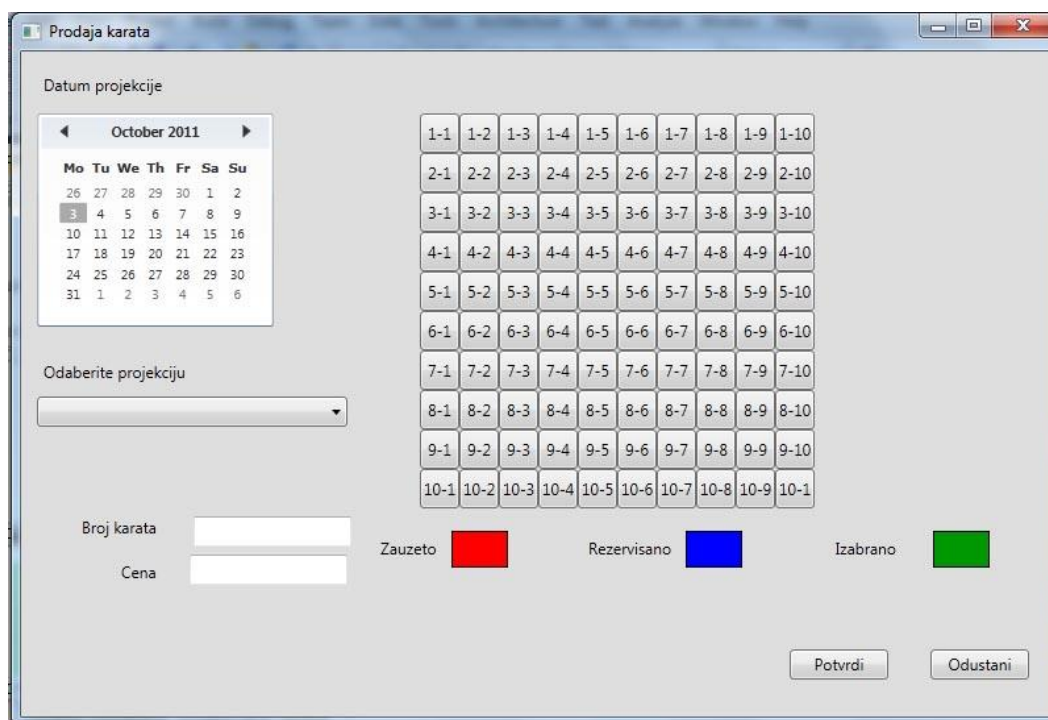 Prodaja karata
Datum projekcije
October 2011
Mo Tu We Th Fr Sa Su
26 27 28 29 30 1 2
3 4 5 6 7 8 9
10 11 12 13 14 15 16
17 18 19 20 21 22 23
24 25 26 27 28 29 30
31 1 2 3 4 5 6
Odaberite projekciju
Broj karata
Cena
1-1 1-2 1-3 1-4 1-5 1-6 1-7 1-8 1-9 1-10
2-1 2-2 2-3 2-4 2-5 2-6 2-7 2-8 2-9 2-10
3-1 3-2 3-3 3-4 3-5 3-6 3-7 3-8 3-9 3-10
4-1 4-2 4-3 4-4 4-5 4-6 4-7 4-8 4-9 4-10
5-1 5-2 5-3 5-4 5-5 5-6 5-7 5-8 5-9 5-10
6-1 6-2 6-3 6-4 6-5 6-6 6-7 6-8 6-9 6-10
7-1 7-2 7-3 7-4 7-5 7-6 7-7 7-8 7-9 7-10
8-1 8-2 8-3 8-4 8-5 8-6 8-7 8-8 8-9 8-10
9-1 9-2 9-3 9-4 9-5 9-6 9-7 9-8 9-9 9-10
10-1 10-2 10-3 10-4 10-5 10-6 10-7 10-8 10-9 10-1
Zauzeto Rezervisano Izabrano
Potvrdi Odustani